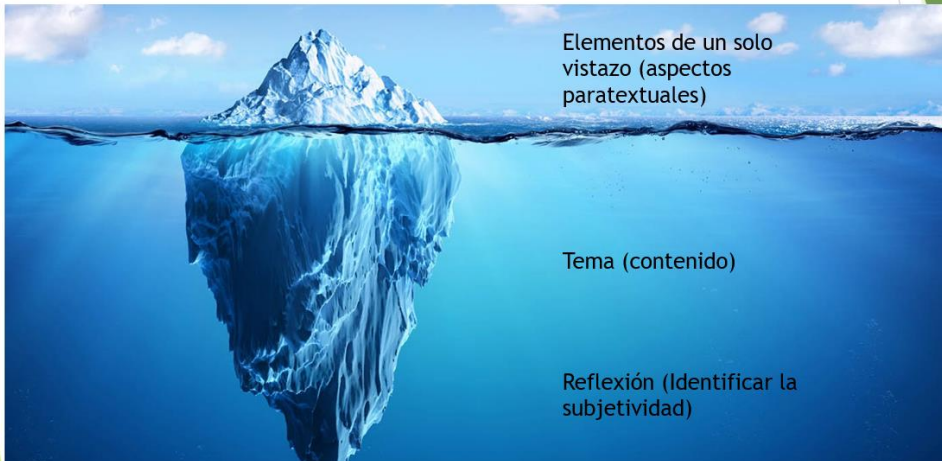 Elementos de un solo
vistazo (aspectos
paratextuales)
Tema (contenido)
Reflexión (Identificar la
subjetividad)